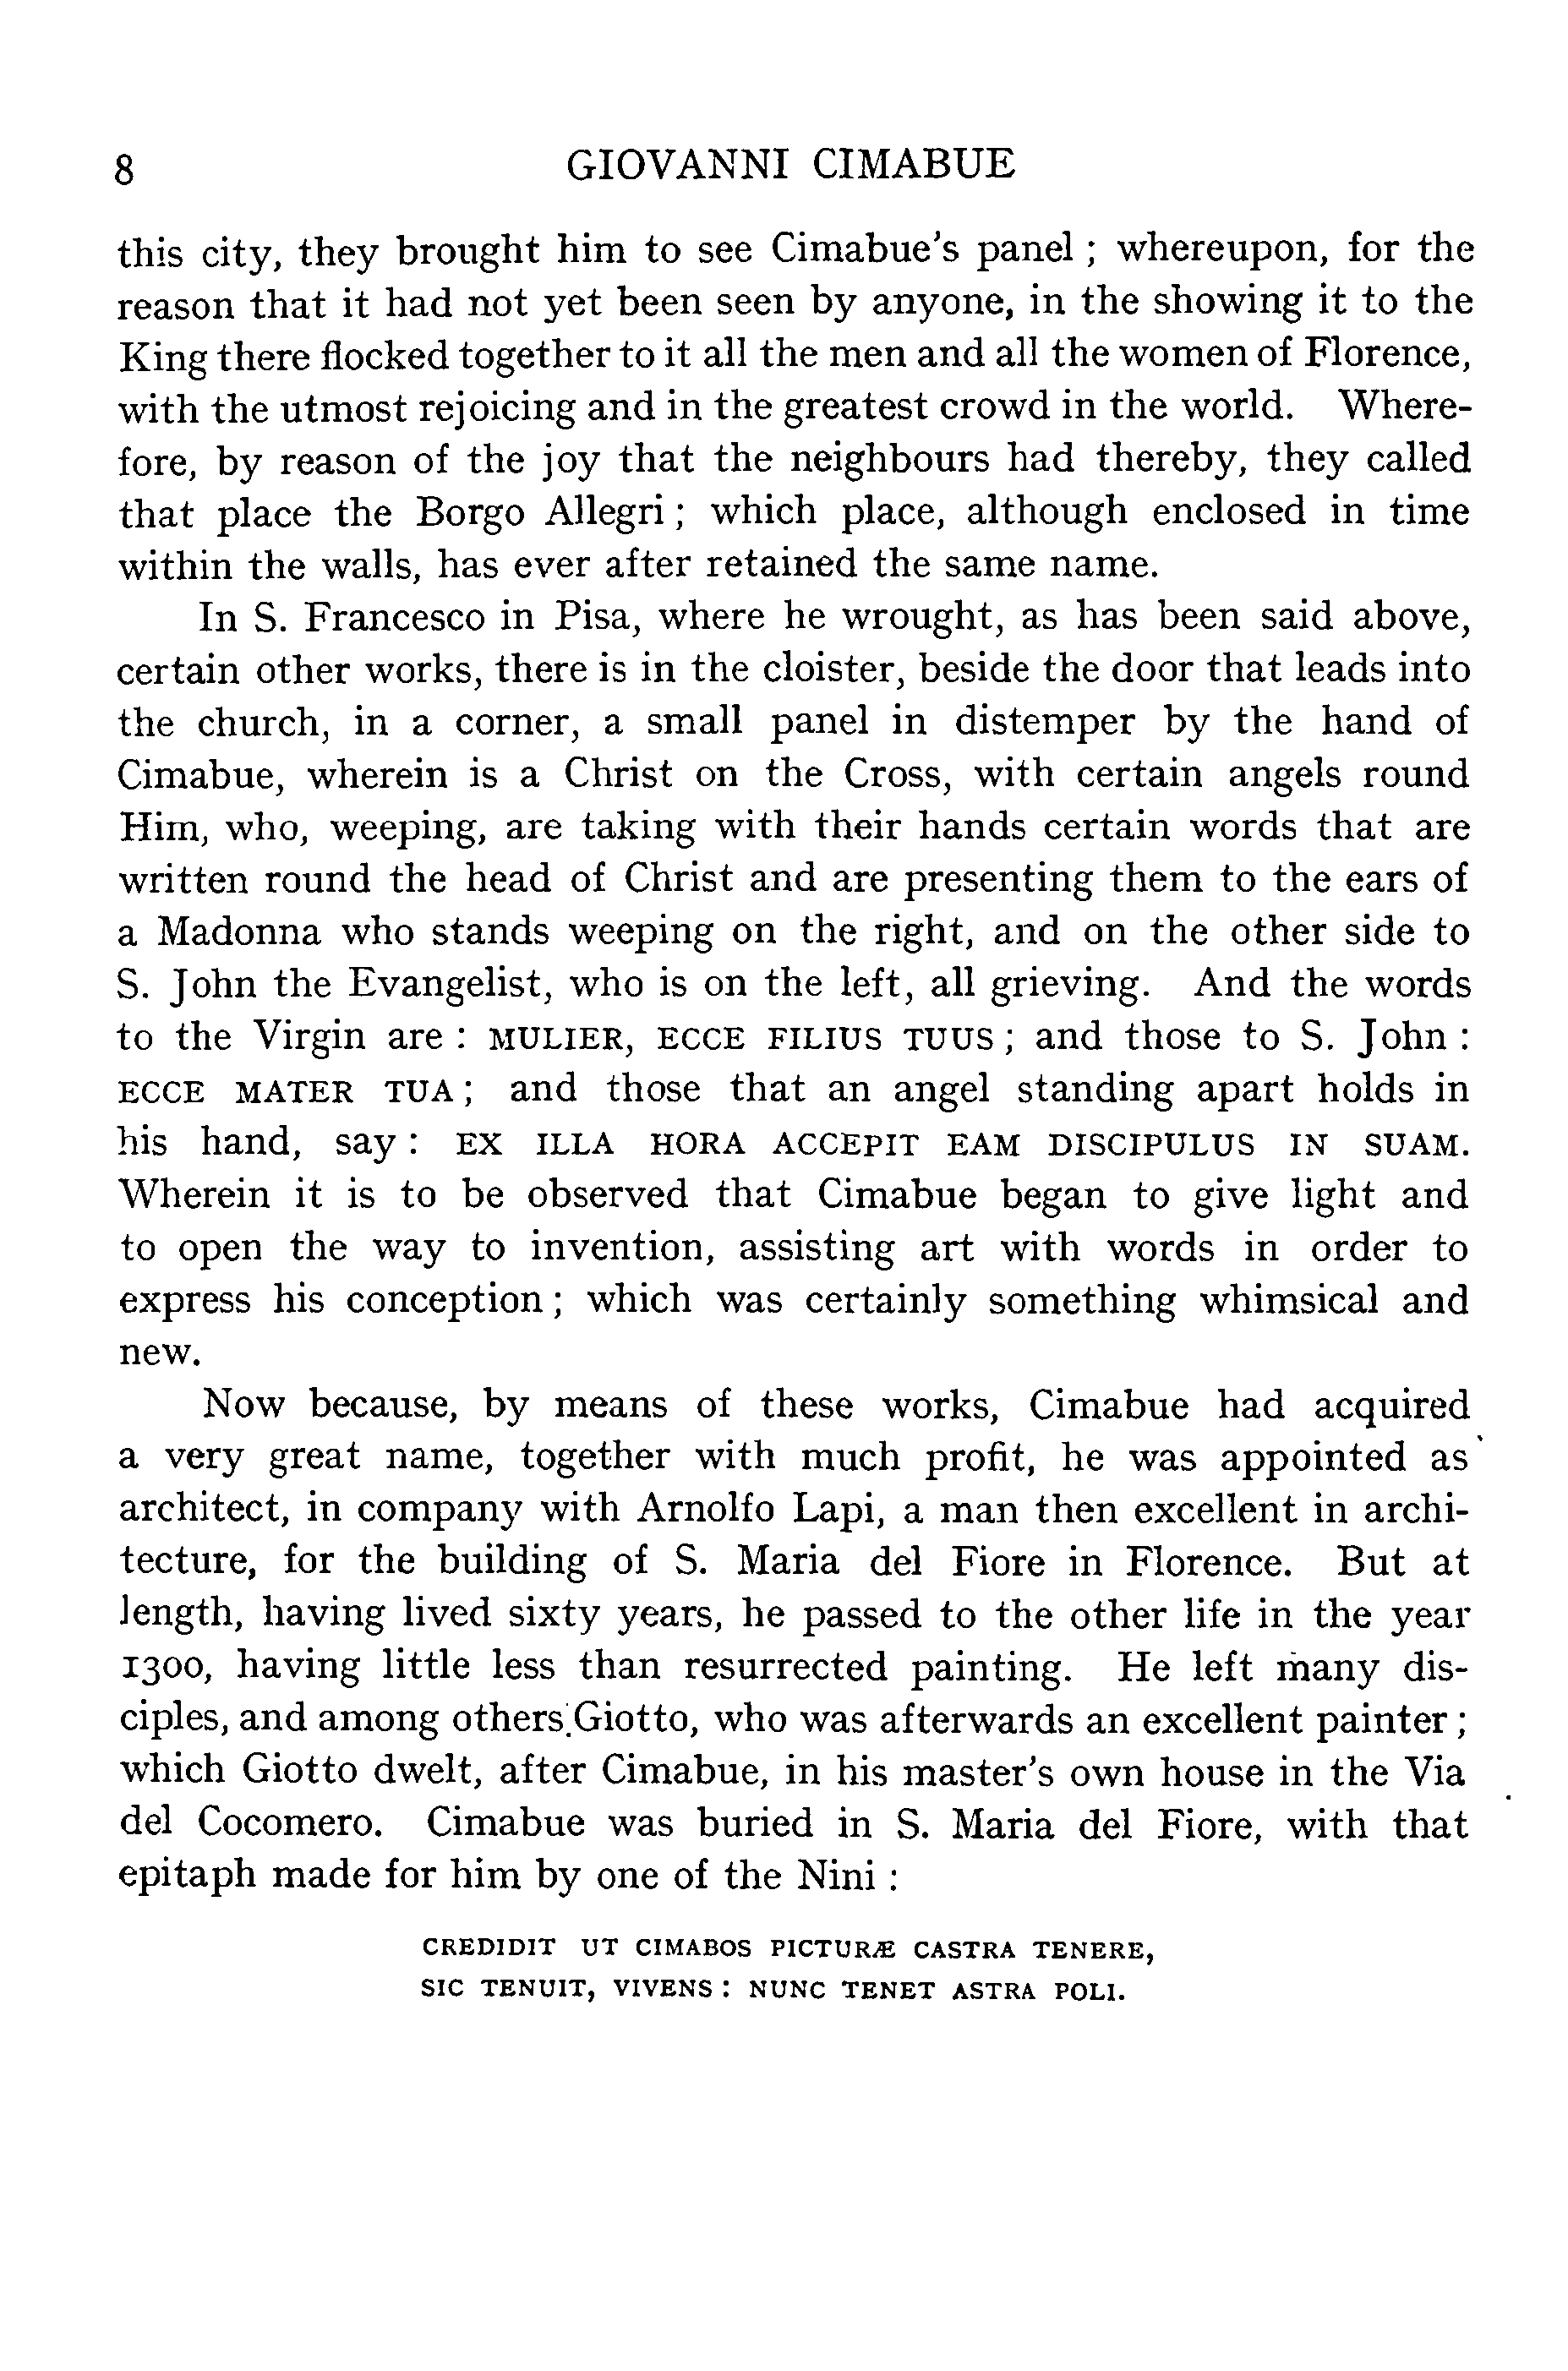 8 GIOVANNI CIMABUE
this city, they brought him to see Cimabue's panel; whereupon, for the
reason that it had not yet been seen by anyone, in the showing it to the
King there flocked together to it all the men and all the women of Florence,
with the utmost rejoicing and in the greatest crowd in the world. Where-
fore, by reason of the joy that the neighbours had thereby, they called
that place the Borgo Allegri; which place, although enclosed in time
within the walls, has ever after retained the same name.
In S. Francesco in Pisa, where he wrought, as has been said above,
certain other works, there is in the cloister, beside the door that leads into
the church, in a corner, a small panel in distemper by the hand of
Cimabue, wherein is a Christ on the Cross, with certain angels round
Him, who, weeping, are taking with their hands certain words that are
written round the head of Christ and are presenting them to the ears of
a Madonna who stands weeping on the right, and on the other side to
S. John the Evangelist, who is on the left, all grieving. And the words
to the Virgin are: MULIER, ECCE FILIUS TUUS; and those to S. John:
ECCE MATER TUA; and those that an angel standing apart holds in
his hand, say: EX ILLA HORA ACCEPIT EAM DISCIPULUS IN SUAM.
Wherein it is to be observed that Cimabue began to give light and
to open the way to invention, assisting art with words in order to
express his conception; which was certainly something whimsical and
new.
Now because, by means of these works, Cimabue had acquired
a very great name, together with much profit, he was appointed as
architect, in company with Arnolfo Lapi, a man then excellent in archi-
tecture, for the building of S. Maria del Fiore in Florence. But at
length, having lived sixty years, he passed to the other life in the year
1300, having little less than resurrected painting. He left many dis-
ciples, and among others Giotto, who was afterwards an excellent painter;
which Giotto dwelt, after Cimabue, in his master's own house in the Via
del Cocomero. Cimabue was buried in S. Maria del Fiore, with that
epitaph made for him by one of the Nini:
CREDIDIT UT CIMABOS PICTURÆ CASTRA TENERE,
SIC TENUIT, VIVENS: NUNC TENET ASTRA POLI.